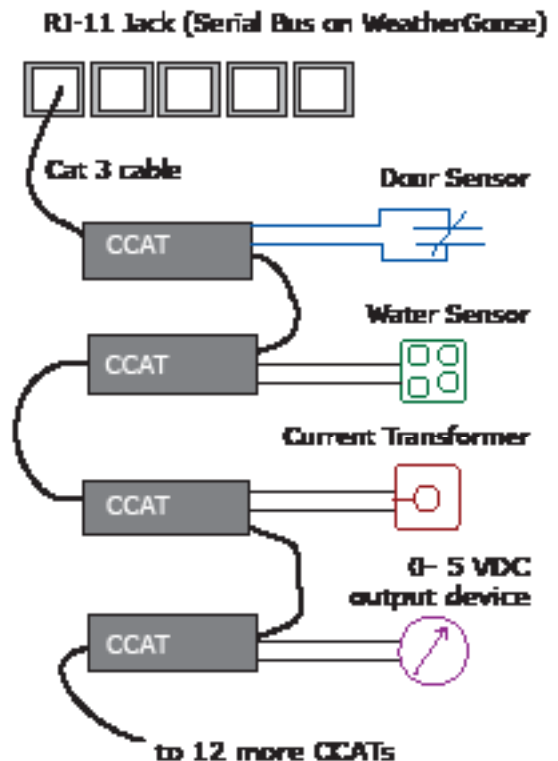 RJ-11 Jack (Serial Bus on WeatherGoose)
Cat 3 cable
Door Sensor
CCAT
Water Sensor
CCAT
Current Transformer
CCAT
0- 5 VDC
output device
CCAT
to 12 more CCATs